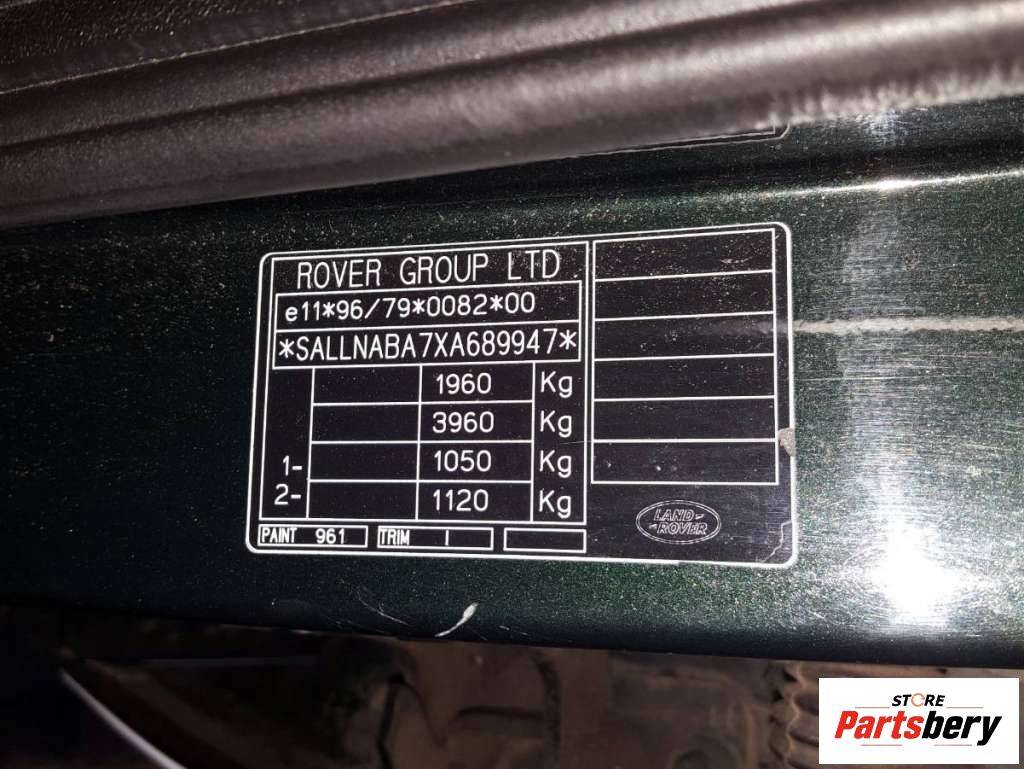 ROVER GROUP LTD
e11*96/79*0082*00
*SALLNABA7XA689947*
1960 Kg
3960 Kg
1- 1050 Kg
2- 1120 Kg
PAINT 961 TRIM I
LAND-
-ROVER
STORE
Partsbery